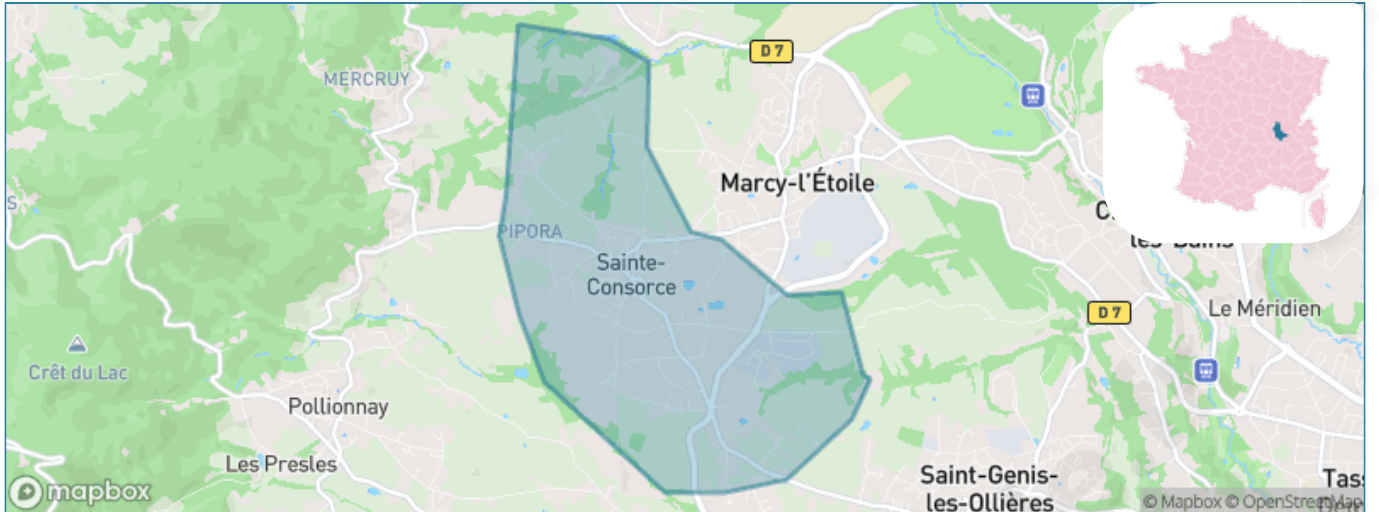 MERCRUY
D 7
Marcy-l'Étoile
S
C.
les-Bains
PIPORA
Sainte-
Consorce
D 7
Le Méridien
Crêt du Lac
Pollionnay
Les Presles
Saint-Genis-
les-Ollières
Tass
mapbox
© Mapbox © OpenStreetMap